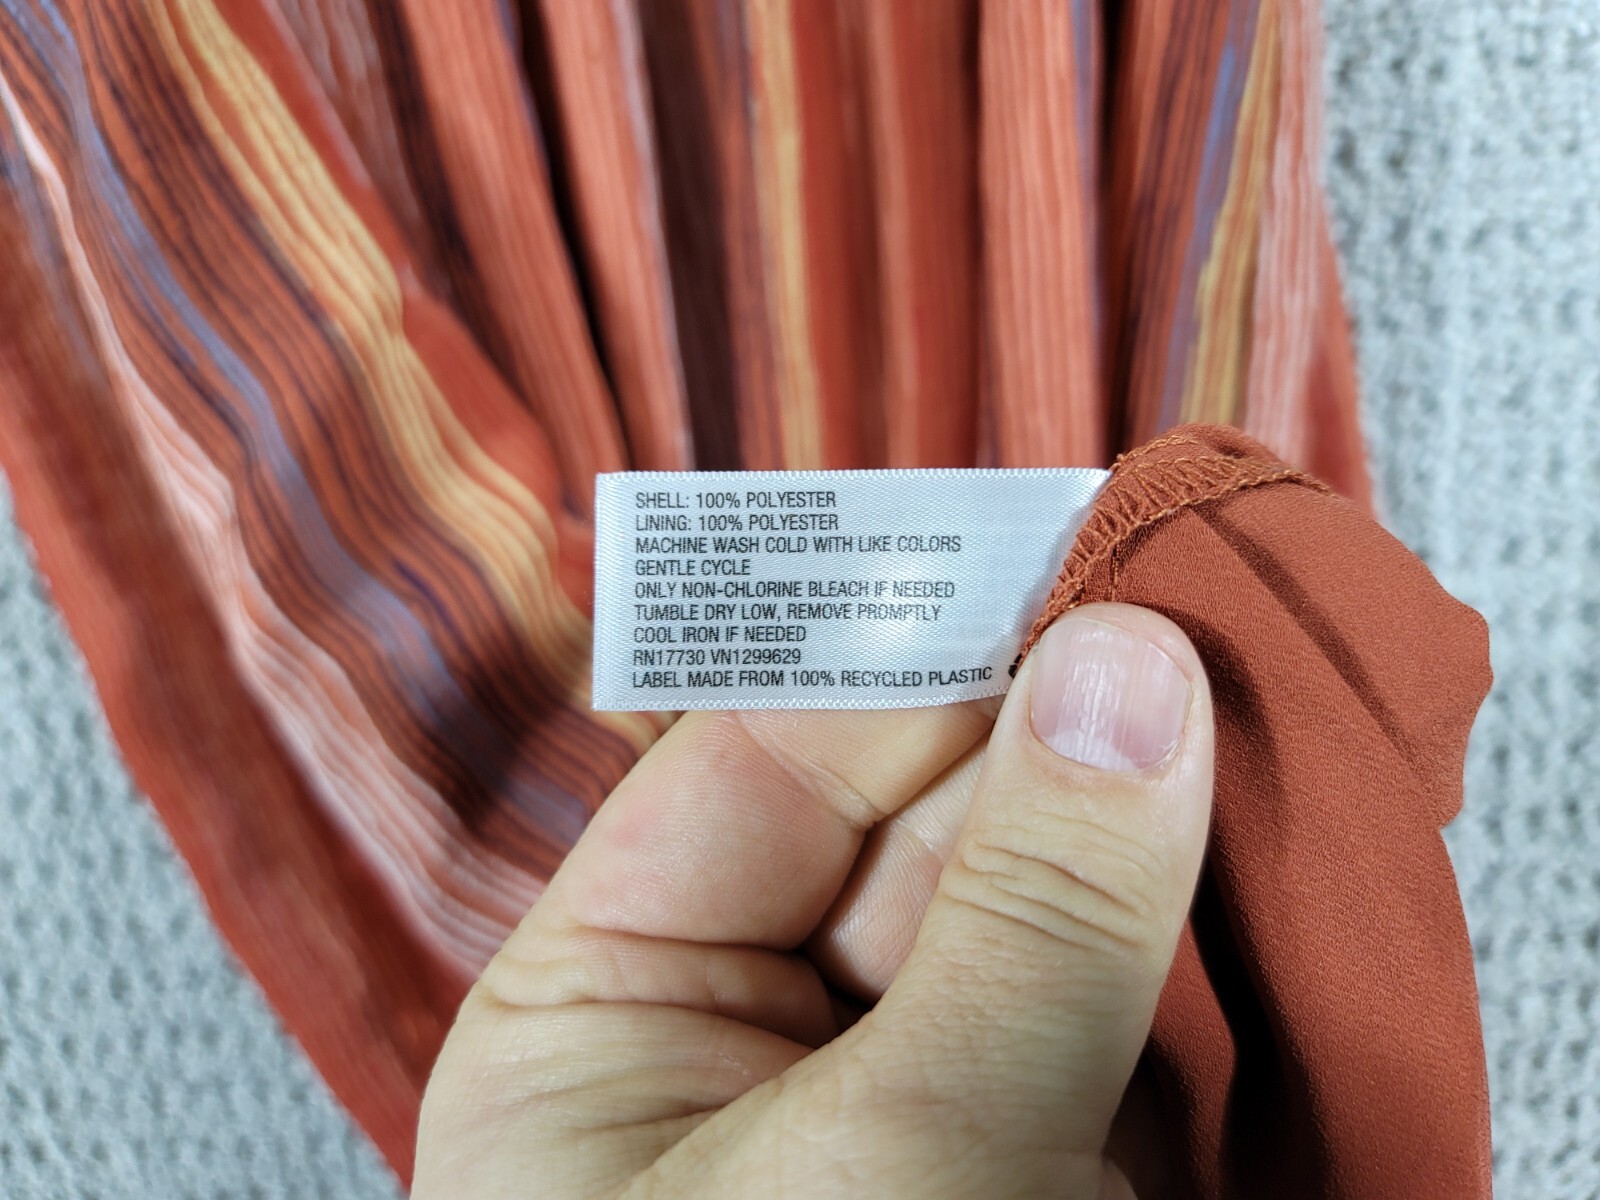 SHELL: 100% POLYESTER
LINING: 100% POLYESTER
MACHINE WASH COLD WITH LIKE COLORS
GENTLE CYCLE
ONLY NON-CHLORINE BLEACH IF NEEDED
TUMBLE DRY LOW, REMOVE PROMPTLY
COOL IRON IF NEEDED
RN17730 VN1299629
LABEL MADE FROM 100% RECYCLED PLASTIC